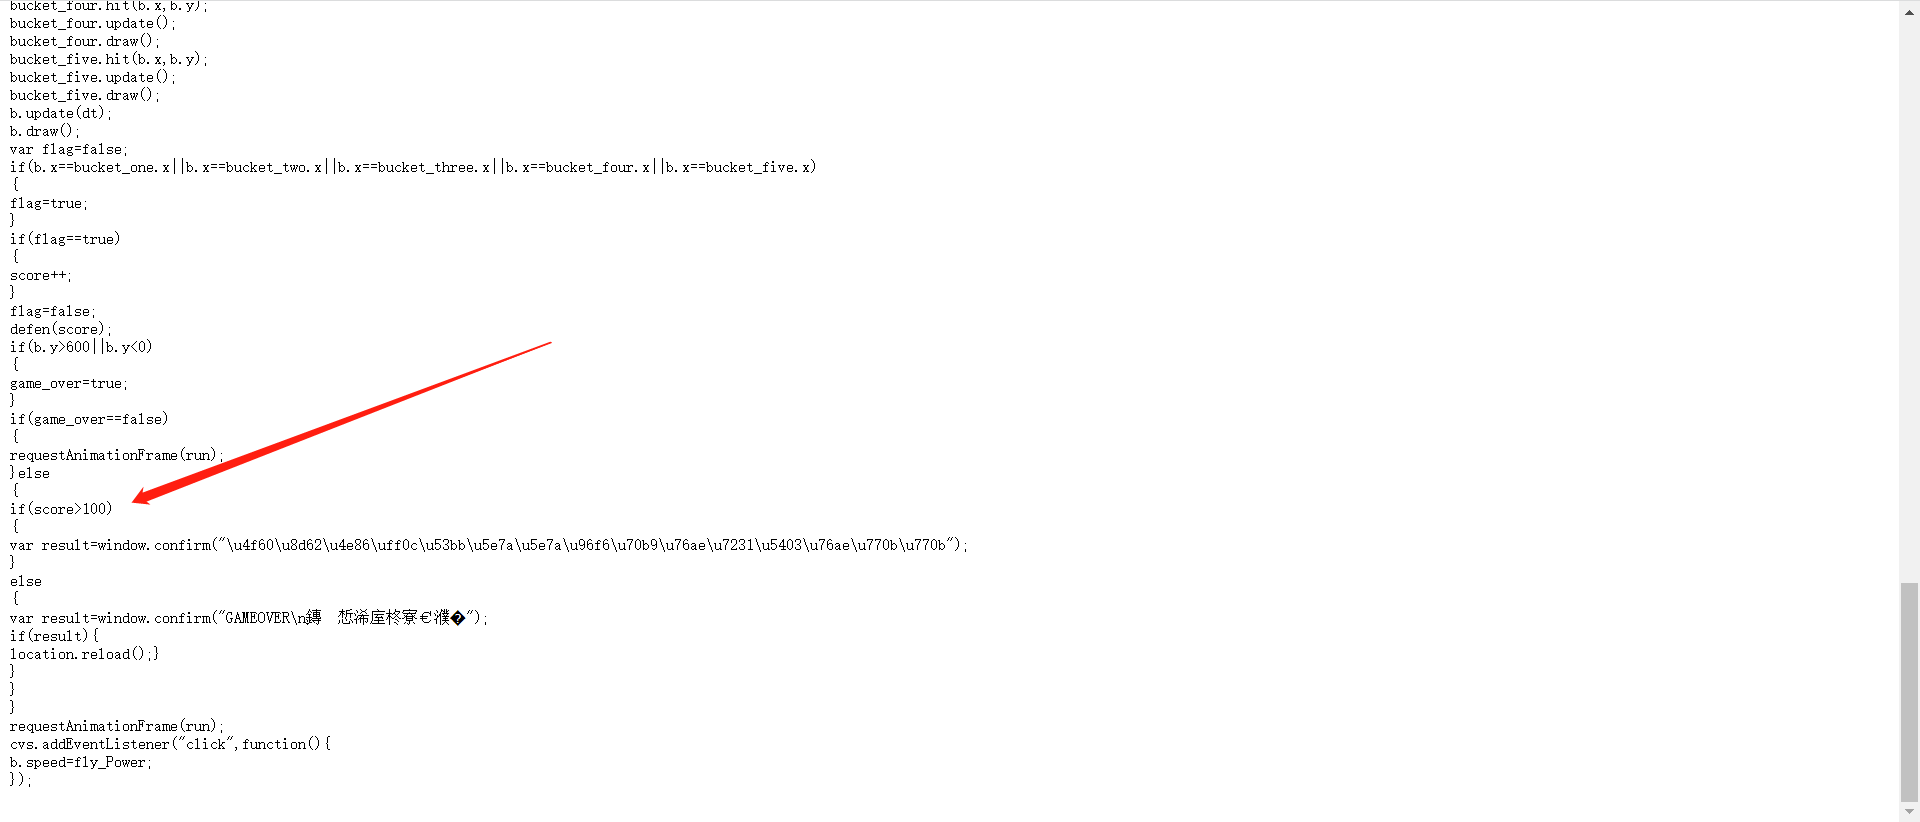 bucket_four.hit(b.x,b.y);
bucket_four.update();
bucket_four.draw();
bucket_five.hit(b.x,b.y);
bucket_five.update();
bucket_five.draw();
b.update(dt);
b.draw();
var flag=false;
if(b.x==bucket_one.x||b.x==bucket_two.x||b.x==bucket_three.x||b.x==bucket_four.x||b.x==bucket_five.x)
{
flag=true;
}
if(flag==true)
{
score++;
}
flag=false;
defen(score);
if(b.y>600||b.y<0)
{
game_over=true;
}
if(game_over==false)
{
requestAnimationFrame(run);
}else
{
if(score>100)
{
var result=window.confirm("\u4f60\u8d62\u4e86\uff0c\u53bb\u5e7a\u5e7a\u96f6\u70b9\u76ae\u7231\u5403\u76ae\u770b\u770b");
}
else
{
var result=window.confirm("GAMEOVER\n鏄 惁浠庢柊寮€濮�");
if(result){
location.reload();}
}
}
}
requestAnimationFrame(run);
cvs.addEventListener("click",function(){
b.speed=fly_Power;
});